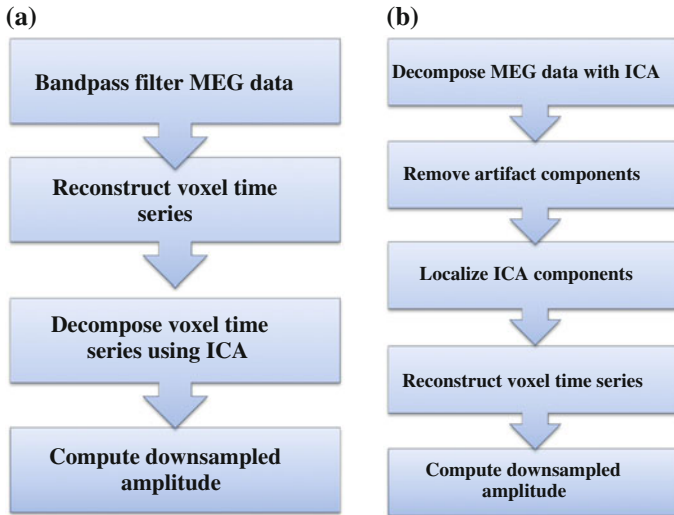 (a)
Bandpass filter MEG data
Reconstruct voxel time
series
Decompose voxel time
series using ICA
Compute downsampled
amplitude
(b)
Decompose MEG data with ICA
Remove artifact components
Localize ICA components
Reconstruct voxel time series
Compute downsampled
amplitude